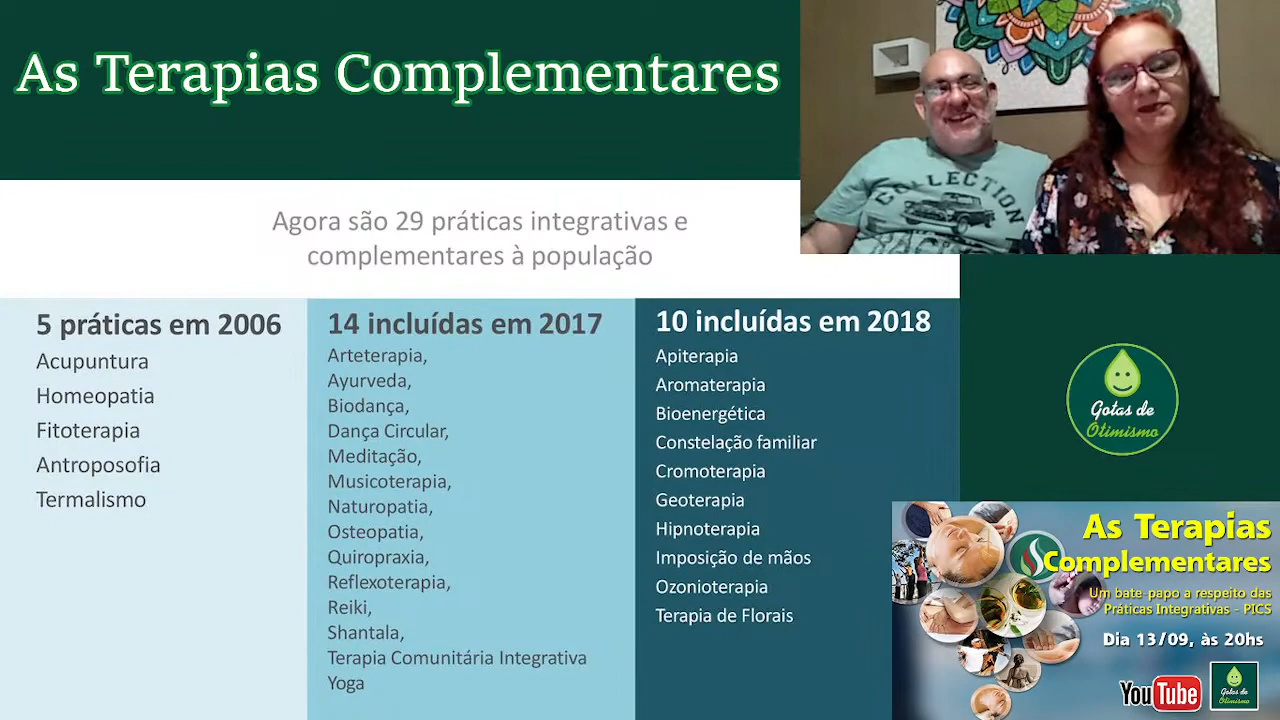 As Terapias Complementares
COLLECTION
Agora são 29 práticas integrativas e
complementares à população
5 práticas em 2006
Acupuntura
Homeopatia
Fitoterapia
Antroposofia
Termalismo
14 incluídas em 2017
Arteterapia,
Ayurveda,
Biodança,
Dança Circular,
Meditação,
Musicoterapia,
Naturopatia,
Osteopatia,
Quiropraxia,
Reflexoterapia,
Reiki,
Shantala,
Terapia Comunitária Integrativa
Yoga
10 incluídas em 2018
Apiterapia
Aromaterapia
Bioenergética
Constelação familiar
Cromoterapia
Geoterapia
Hipnoterapia
Imposição de mãos
Ozonioterapia
Terapia de Florais
Gotas de
Otimismo
As Terapias
Complementares
Um bate-papo a respeito das
Práticas Integrativas - PICS
Dia 13/09, às 20hs
YouTube
Gotas de
Otimismo